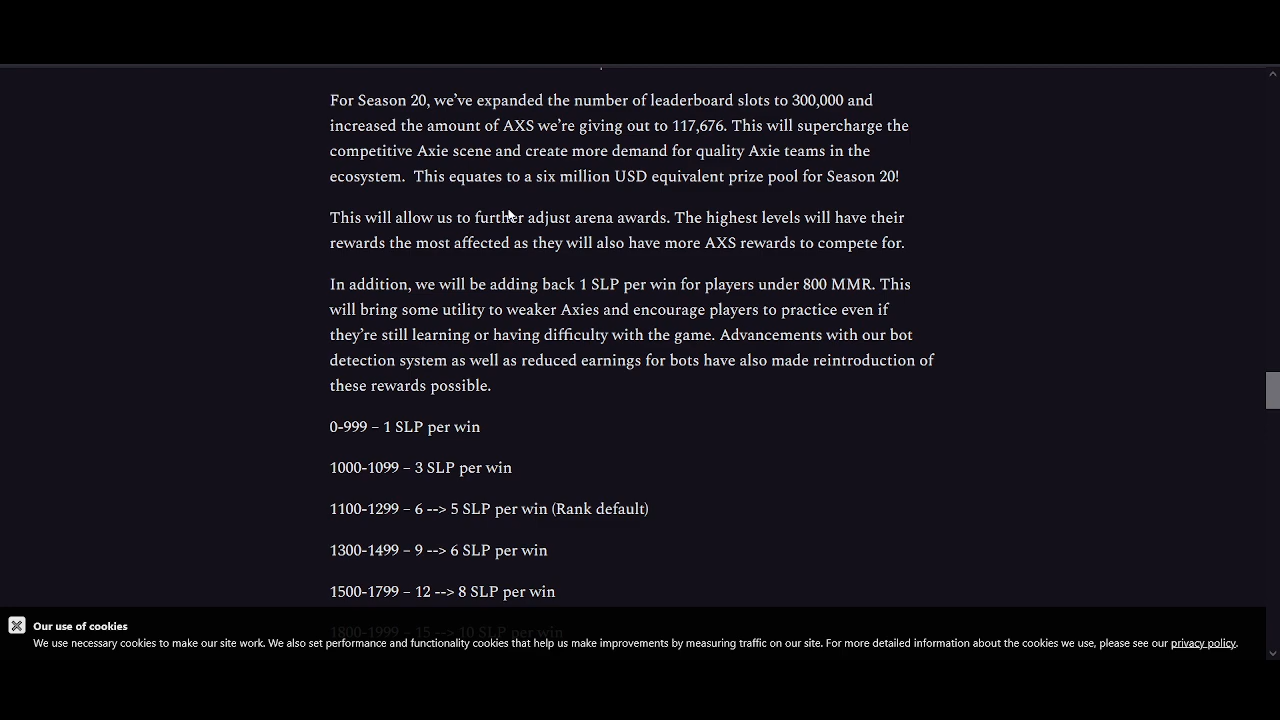 For Season 20, we've expanded the number of leaderboard slots to 300,000 and
increased the amount of AXS we're giving out to 117,676. This will supercharge the
competitive Axie scene and create more demand for quality Axie teams in the
ecosystem.  This equates to a six million USD equivalent prize pool for Season 20!
This will allow us to further adjust arena awards. The highest levels will have their
rewards the most affected as they will also have more AXS rewards to compete for.
In addition, we will be adding back 1 SLP per win for players under 800 MMR. This
will bring some utility to weaker Axies and encourage players to practice even if
they're still learning or having difficulty with the game. Advancements with our bot
detection system as well as reduced earnings for bots have also made reintroduction of
these rewards possible.
0-999 – 1 SLP per win
1000-1099 – 3 SLP per win
1100-1299 – 6 --> 5 SLP per win (Rank default)
1300-1499 – 9 --> 6 SLP per win
1500-1799 – 12 --> 8 SLP per win
1800-1999 – 15 --> 10 SLP per win
Our use of cookies
We use necessary cookies to make our site work. We also set performance and functionality cookies that help us make improvements by measuring traffic on our site. For more detailed information about the cookies we use, please see our privacy policy.